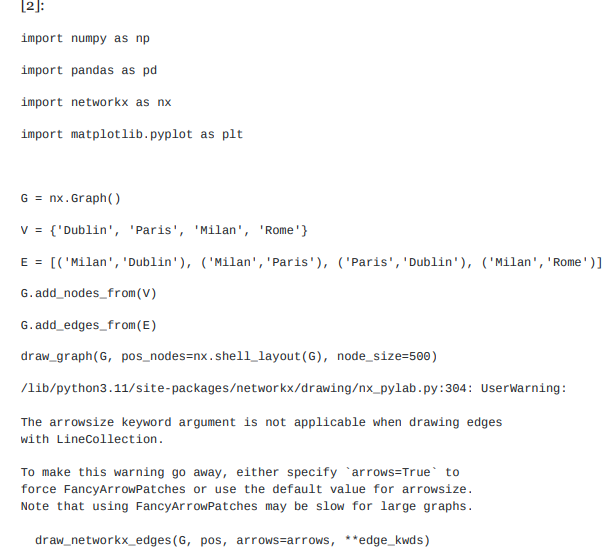 [2]:
import numpy as np
import pandas as pd
import networkx as nx
import matplotlib.pyplot as plt
G = nx.Graph()
V = {'Dublin', 'Paris', 'Milan', 'Rome'}
E = [('Milan','Dublin'), ('Milan','Paris'), ('Paris','Dublin'), ('Milan','Rome')]
G.add_nodes_from(V)
G.add_edges_from(E)
draw_graph(G, pos_nodes=nx.shell_layout(G), node_size=500)
/lib/python3.11/site-packages/networkx/drawing/nx_pylab.py:304: UserWarning:
The arrowsize keyword argument is not applicable when drawing edges
with LineCollection.
To make this warning go away, either specify `arrows=True` to
force FancyArrowPatches or use the default value for arrowsize.
Note that using FancyArrowPatches may be slow for large graphs.
  draw_networkx_edges(G, pos, arrows=arrows, **edge_kwds)